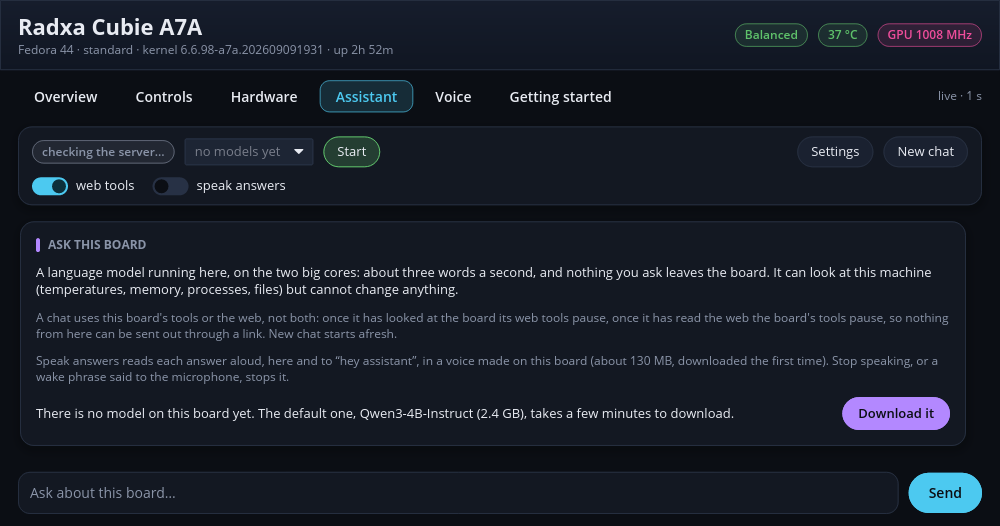 Radxa Cubie A7A
Fedora 44 · standard · kernel 6.6.98-a7a.202609091931 · up 2h 52m
Balanced
37 °C
GPU 1008 MHz
Overview
Controls
Hardware
Assistant
Voice
Getting started
live · 1 s
checking the server...
no models yet
Start
Settings
New chat
web tools
speak answers
ASK THIS BOARD
A language model running here, on the two big cores: about three words a second, and nothing you ask leaves the board. It can look at this machine
(temperatures, memory, processes, files) but cannot change anything.
A chat uses this board's tools or the web, not both: once it has looked at the board its web tools pause, once it has read the web the board's tools pause, so nothing
from here can be sent out through a link. New chat starts afresh.
Speak answers reads each answer aloud, here and to “hey assistant”, in a voice made on this board (about 130 MB, downloaded the first time). Stop speaking, or a
wake phrase said to the microphone, stops it.
There is no model on this board yet. The default one, Qwen3-4B-Instruct (2.4 GB), takes a few minutes to download.
Download it
Ask about this board...
Send